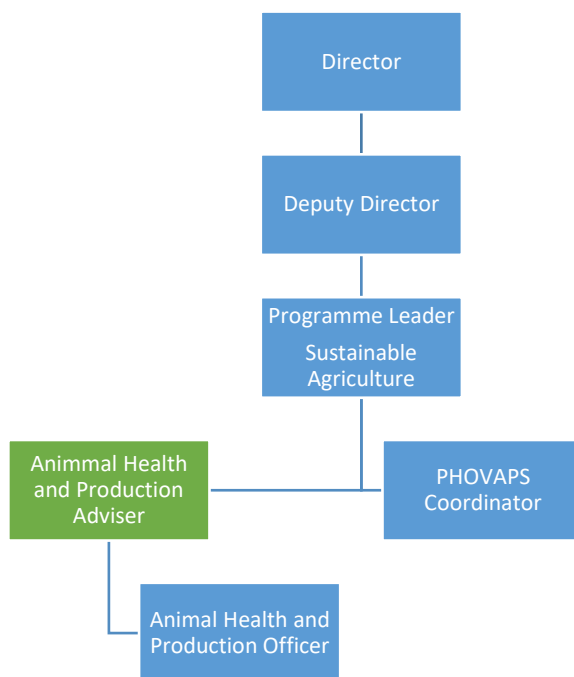 Director
Deputy Director
Programme Leader
Sustainable
Agriculture
Animmal Health
and Production
Adviser
PHOVAPS
Coordinator
Animal Health and
Production Officer